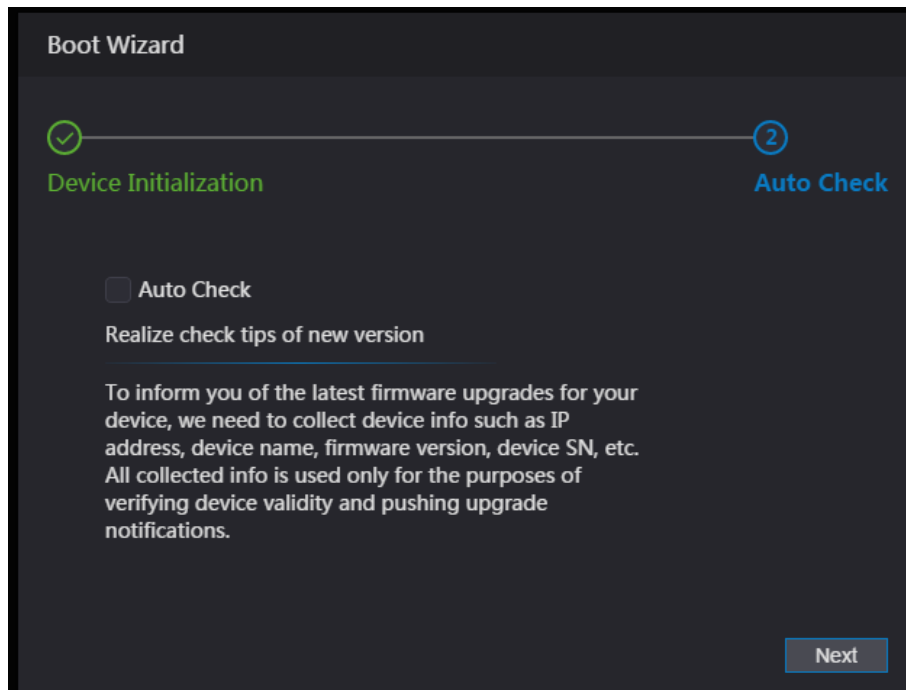 Boot Wizard
2
Device Initialization
Auto Check
Auto Check
Realize check tips of new version
To inform you of the latest firmware upgrades for your
device, we need to collect device info such as IP
address, device name, firmware version, device SN, etc.
All collected info is used only for the purposes of
verifying device validity and pushing upgrade
notifications.
Next